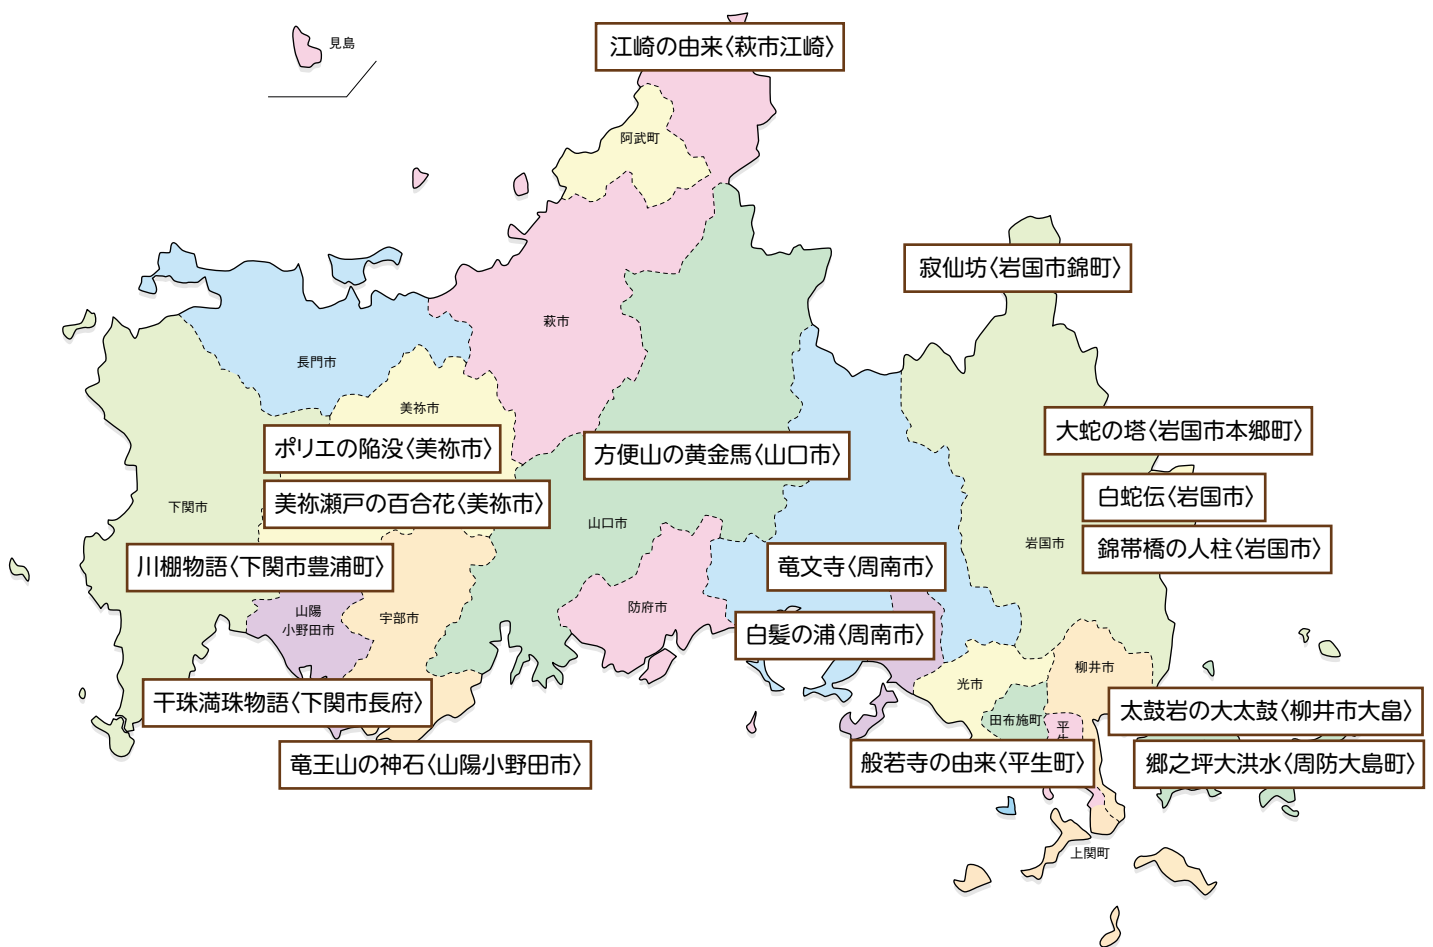 見島
江崎の由来〈萩市江崎〉
阿武町
寂仙坊〈岩国市錦町〉
萩市
長門市
美祢市
大蛇の塔〈岩国市本郷町〉
ポリエの陥没〈美祢市〉
方便山の黄金馬〈山口市〉
白蛇伝〈岩国市〉
美祢瀬戸の百合花〈美祢市〉
下関市
山口市
岩国市
錦帯橋の人柱〈岩国市〉
川棚物語〈下関市豊浦町〉
竜文寺〈周南市〉
山陽
小野田市
宇部市
防府市
白髪の浦〈周南市〉
柳井市
光市
干珠満珠物語〈下関市長府〉
田布施町
平
太鼓岩の大太鼓〈柳井市大畠〉
竜王山の神石〈山陽小野田市〉
般若寺の由来〈平生町〉
郷之坪大洪水〈周防大島町〉
上関町